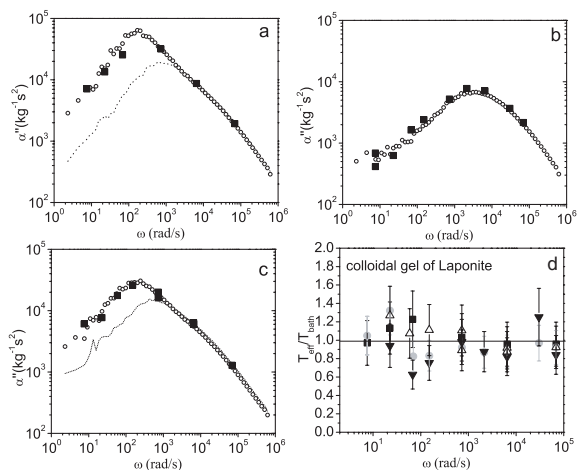 a
10^5
10^4
10^3
10^2
α"(kg^-1s^2)
10^0 10^1 10^2 10^3 10^4 10^5 10^6
ω (rad/s)
b
10^5
10^4
10^3
10^2
α"(kg^-1s^2)
10^0 10^1 10^2 10^3 10^4 10^5 10^6
ω (rad/s)
c
10^5
10^4
10^3
10^2
α"(kg^-1s^2)
10^0 10^1 10^2 10^3 10^4 10^5 10^6
ω (rad/s)
d
colloidal gel of Laponite
2.0
1.8
1.6
1.4
1.2
1.0
0.8
0.6
0.4
0.2
0.0
T_eff/T_bath
10^1 10^2 10^3 10^4 10^5
ω (rad/s)